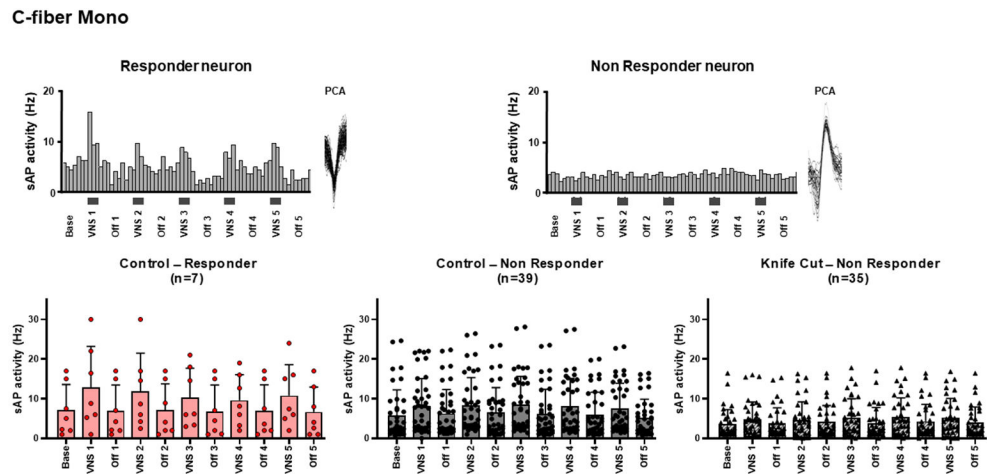 C-fiber Mono
Responder neuron
sAP activity (Hz)
20
10
0
PCA
Base
VNS 1
Off 1
VNS 2
Off 2
VNS 3
Off 3
VNS 4
Off 4
VNS 5
Off 5
Non Responder neuron
sAP activity (Hz)
20
10
0
PCA
Base
VNS 1
Off 1
VNS 2
Off 2
VNS 3
Off 3
VNS 4
Off 4
VNS 5
Off 5
Control – Responder
(n=7)
sAP activity (Hz)
30
20
10
0
Base
VNS 1
Off 1
VNS 2
Off 2
VNS 3
Off 3
VNS 4
Off 4
VNS 5
Off 5
Control – Non Responder
(n=39)
sAP activity (Hz)
30
20
10
0
Base
VNS 1
Off 1
VNS 2
Off 2
VNS 3
Off 3
VNS 4
Off 4
VNS 5
Off 5
Knife Cut – Non Responder
(n=35)
sAP activity (Hz)
30
20
10
0
Base
VNS 1
Off 1
VNS 2
Off 2
VNS 3
Off 3
VNS 4
Off 4
VNS 5
Off 5